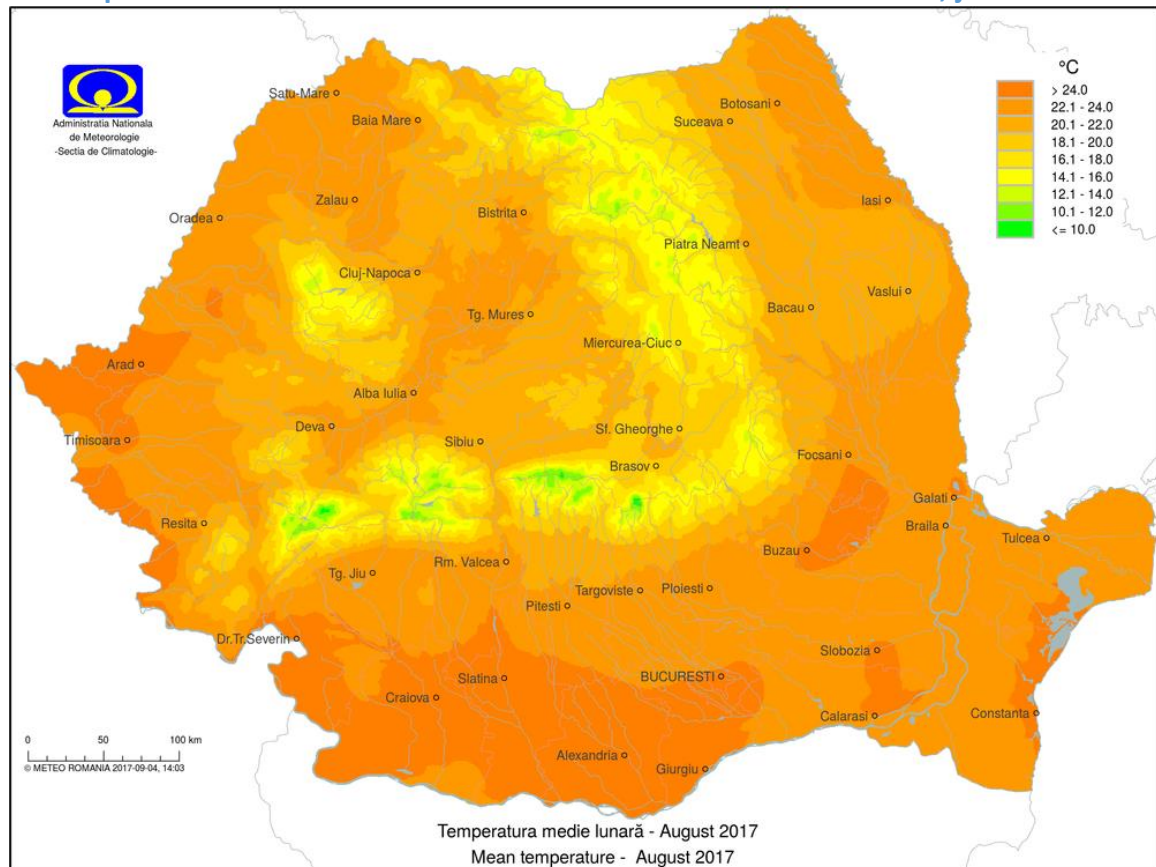 °C
> 24.0
22.1 - 24.0
20.1 - 22.0
18.1 - 20.0
16.1 - 18.0
14.1 - 16.0
12.1 - 14.0
10.1 - 12.0
<= 10.0
Administratia Nationala
de Meteorologie
-Sectia de Climatologie-
Satu-Mare
Baia Mare
Botosani
Suceava
Zalau
Oradea
Bistrita
Iasi
Piatra Neamt
Cluj-Napoca
Vaslui
Bacau
Tg. Mures
Miercurea-Ciuc
Arad
Alba Iulia
Deva
Timisoara
Sibiu
Sf. Gheorghe
Focsani
Brasov
Galati
Resita
Braila
Tulcea
Buzau
Rm. Valcea
Tg. Jiu
Targoviste
Ploiesti
Pitesti
Dr.Tr.Severin
Slobozia
Slatina
BUCURESTI
Craiova
Calarasi
Constanta
0 50 100 km
Alexandria
Giurgiu
© METEO ROMANIA 2017-09-04, 14:03
Temperatura medie lunară - August 2017
Mean temperature - August 2017